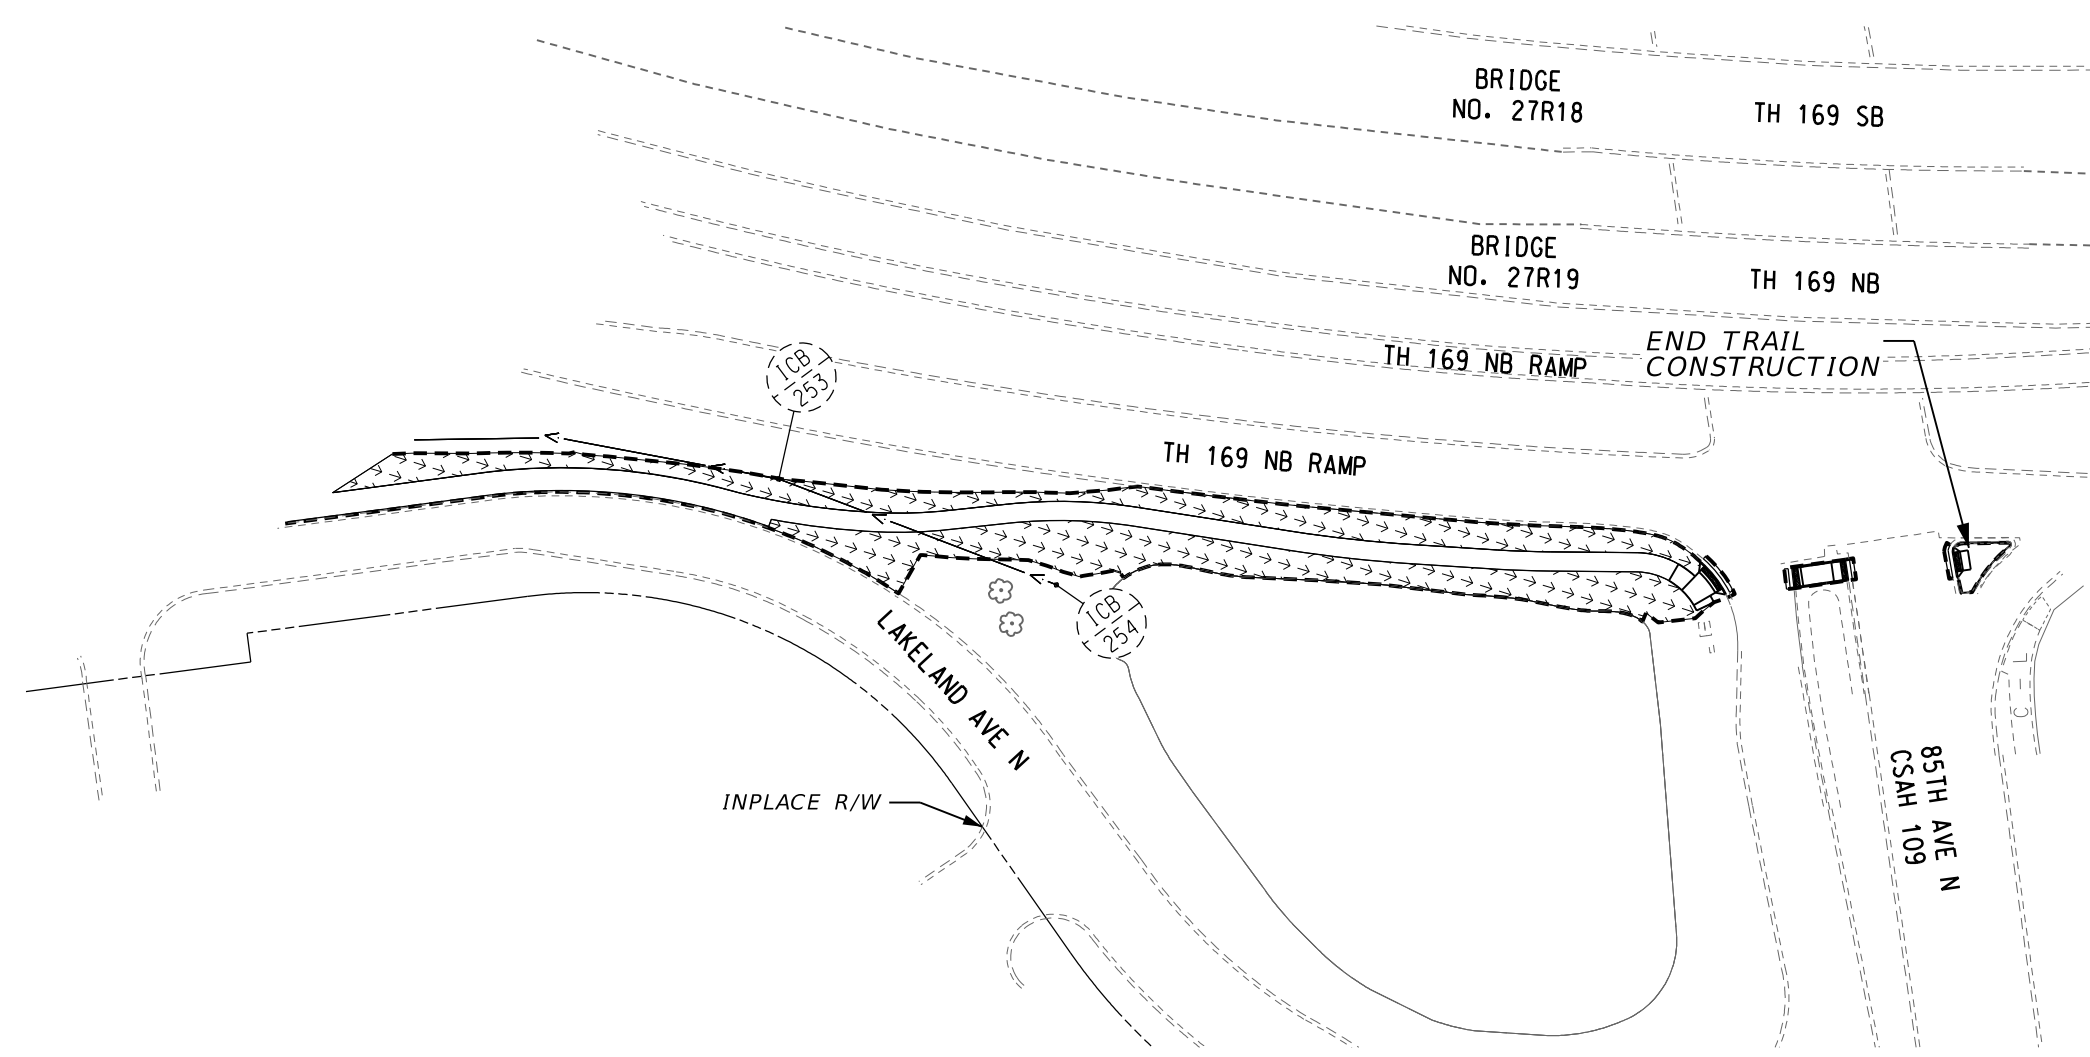 BRIDGE
NO. 27R18
TH 169 SB
BRIDGE
NO. 27R19
TH 169 NB
END TRAIL
CONSTRUCTION
TH 169 NB RAMP
ICB
253
TH 169 NB RAMP
ICB
254
LAKELAND AVE N
INPLACE R/W
85TH AVE N
CSAH 109
C